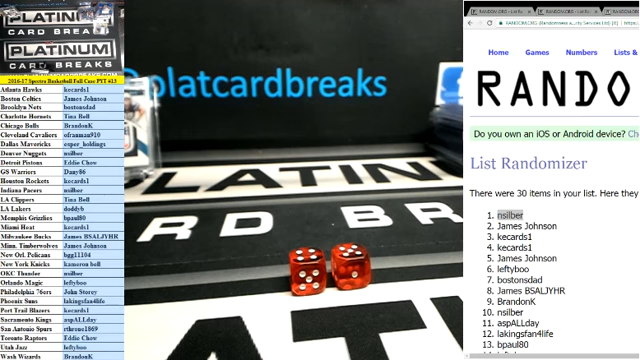 PLATINUM
CARD BREAKS
PLATINUM
CARD BREAKS
2016-17 Spectra Basketball Full Case PYT #13
Atlanta Hawks kecards1
Boston Celtics James Johnson
Brooklyn Nets bostonsdad
Charlotte Hornets Tina Bell
Chicago Bulls BrandonK
Cleveland Cavaliers
Dallas Mavericks esper_holdings
Denver Nuggets nsilber
Detroit Pistons Eddie Chow
GS Warriors Dany86
Houston Rockets kecards1
Indiana Pacers nsilber
LA Clippers Tina Bell
LA Lakers doddyb
Memphis Grizzlies bpaul80
Miami Heat kecards1
Milwaukee Bucks James BSALJYHR
Minn. Timberwolves James Johnson
New Orl. Pelicans bgg11104
New York Knicks kameron bell
OKC Thunder nsilber
Orlando Magic leftyboo
Philadelphia 76ers John Storey
Phoenix Suns lakingsfan4life
Port Trail Blazers kecards1
Sacramento Kings aspALLday
San Antonio Spurs rthrone1869
Toronto Raptors Eddie Chow
Utah Jazz leftyboo
Wash Wizards BrandonK
@platcardbreaks
PLATIN
RD BR
AT
Home Games Numbers Lists &
RANDO
Do you own an iOS or Android device? Ch
List Randomizer
There were 30 items in your list. Here they
1. nsilber
2. James Johnson
3. kecards1
4. kecards1
5. James Johnson
6. leftyboo
7. bostonsdad
8. James BSALJYHR
9. BrandonK
10. nsilber
11. aspALLday
12. lakingsfan4life
13. bpaul80